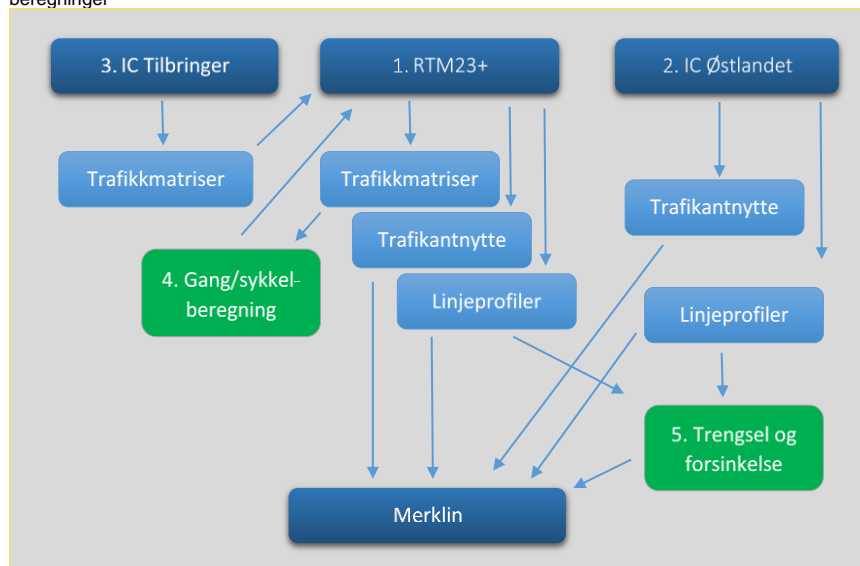 beregninger
3. IC Tilbringer
1. RTM23+
2. IC Østlandet
Trafikkmatriser
Trafikkmatriser
Trafikantnytte
Trafikantnytte
4. Gang/sykkel-
beregning
Linjeprofiler
Linjeprofiler
5. Trengsel og
forsinkelse
Merklin